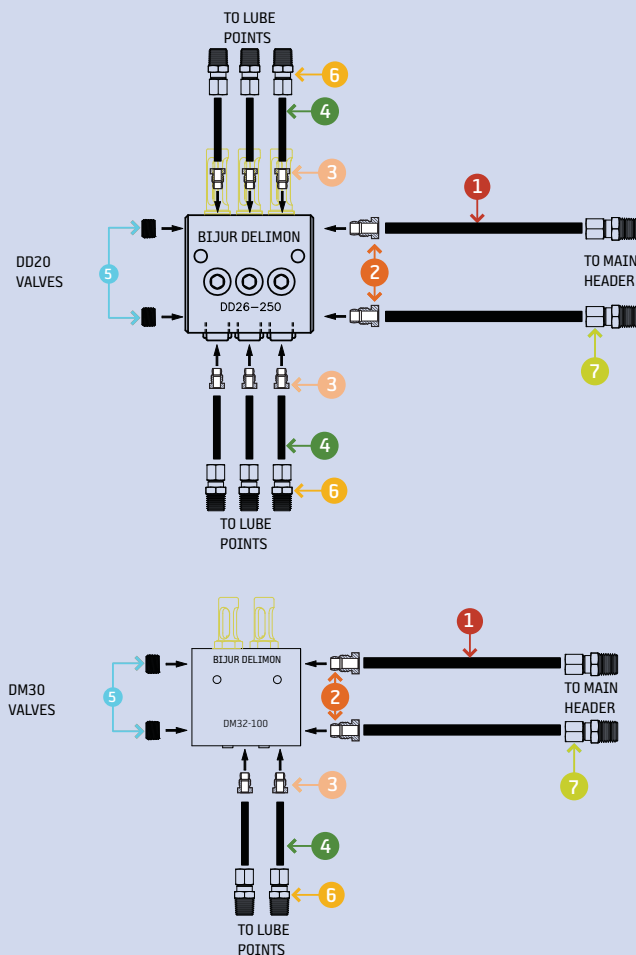 TO LUBE
POINTS
6
4
3
1
BIJUR DELIMON
DD20
VALVES
5
2
TO MAIN
HEADER
DD26-250
7
3
4
6
TO LUBE
POINTS
1
BIJUR DELIMON
DM30
VALVES
5
2
TO MAIN
HEADER
DM32-100
7
3
4
6
TO LUBE
POINTS